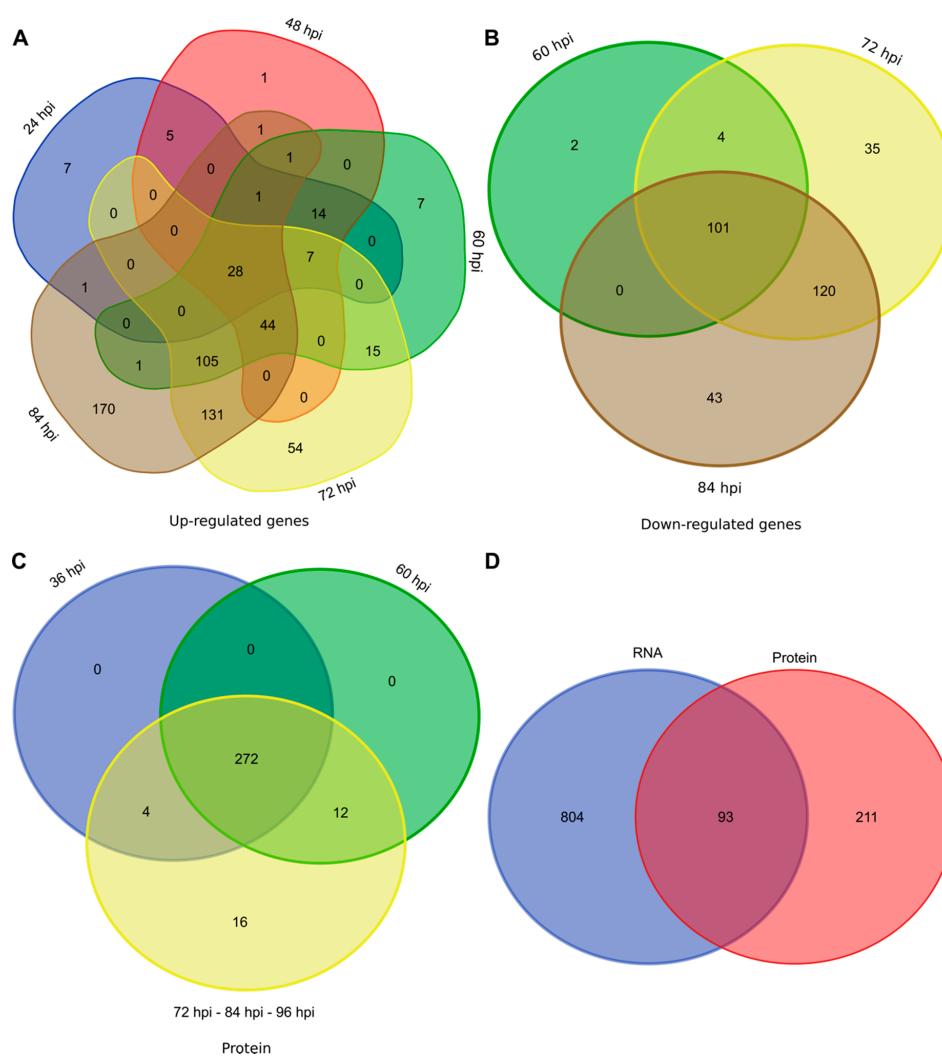 A
48 hpi
B
60 hpi
72 hpi
24 hpi
1
5
1
7
0
1
0
2
4
35
0
1
14
7
0
0
0
101
60 hpi
0
28
7
1
0
0
0
0
120
0
44
1
105
0
15
0
170
131
0
54
43
84 hpi
72 hpi
84 hpi
Up-regulated genes
Down-regulated genes
C
36 hpi
60 hpi
D
0
0
0
RNA
Protein
272
4
12
804
93
211
16
72 hpi - 84 hpi - 96 hpi
Protein